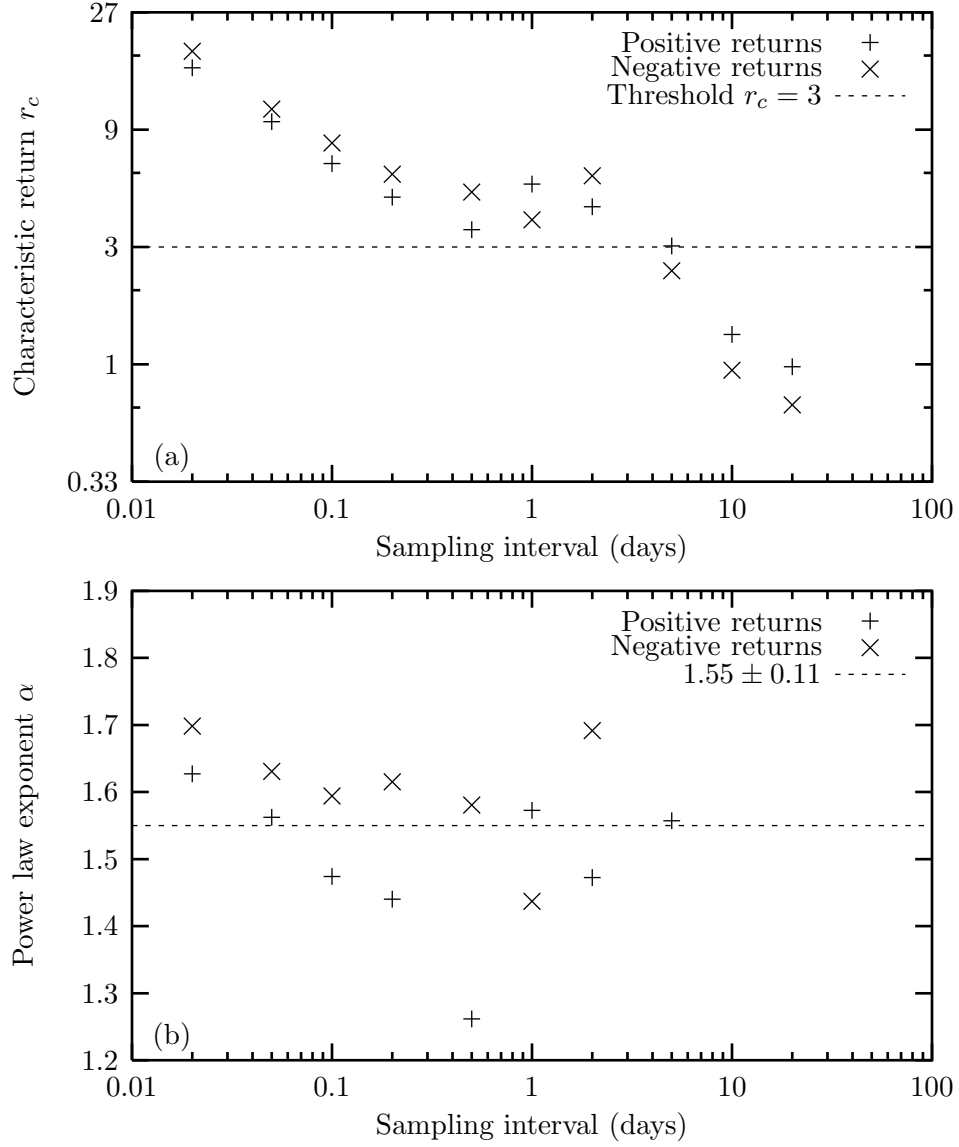 27
9
3
1
0.33
Characteristic return r_c
Positive returns
Negative returns
Threshold r_c = 3
(a)
0.01 0.1 1 10 100
Sampling interval (days)
1.9
1.8
1.7
1.6
1.5
1.4
1.3
1.2
Power law exponent α
Positive returns
Negative returns
1.55 ± 0.11
(b)
0.01 0.1 1 10 100
Sampling interval (days)